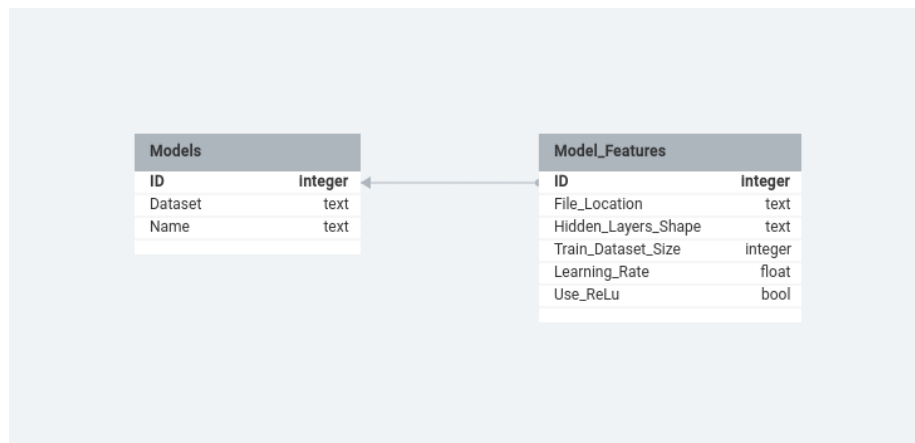 Models
ID integer
Dataset text
Name text
Model_Features
ID integer
File_Location text
Hidden_Layers_Shape text
Train_Dataset_Size integer
Learning_Rate float
Use_ReLu bool